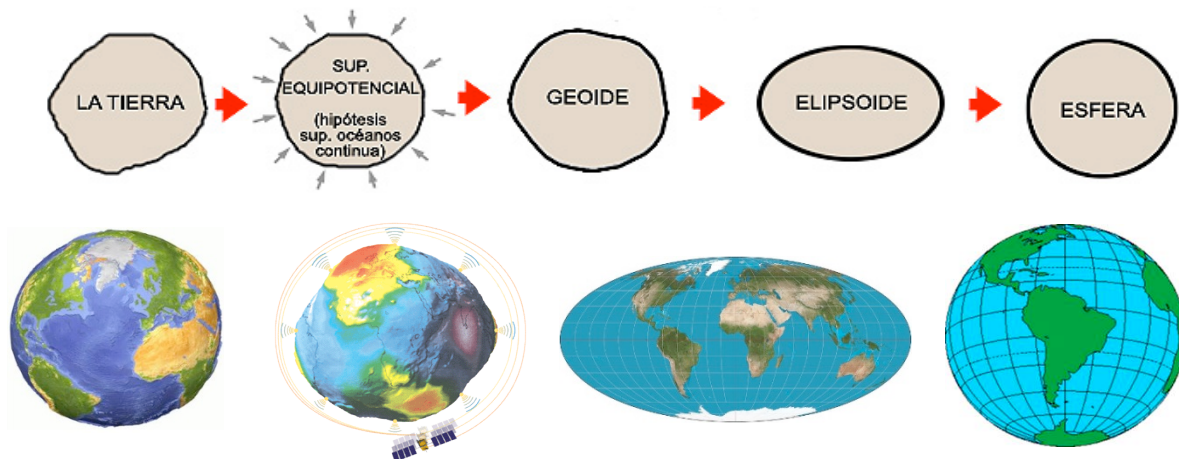 LA TIERRA
SUP.
EQUIPOTENCIAL
(hipótesis
sup. océanos
continua)
GEOIDE
ELIPSOIDE
ESFERA